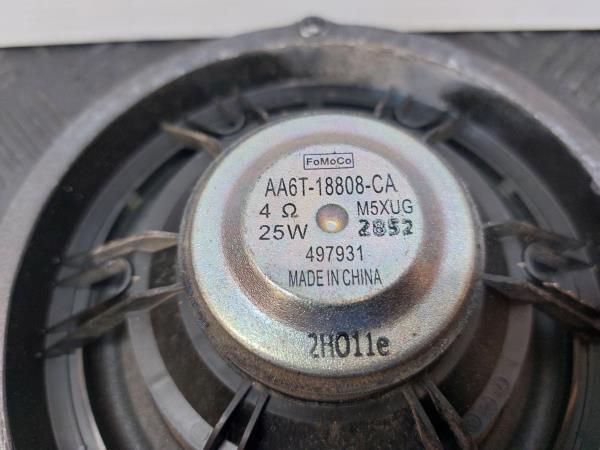 FoMoCo
AA6T-18808-CA
4 Ω M5XUG
25W 2852
497931
MADE IN CHINA
2H011e